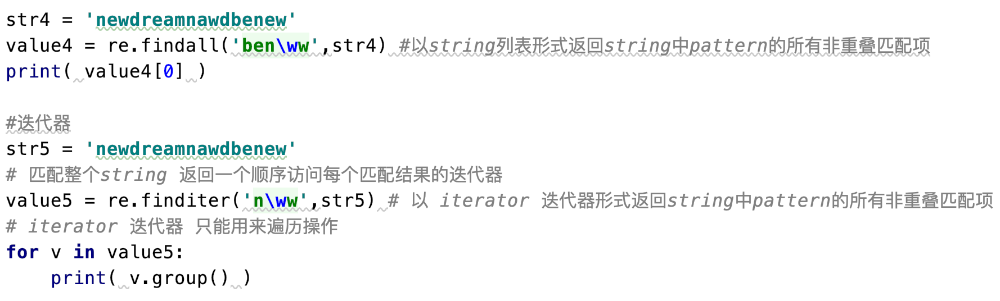 str4 = 'newdreamnawdbenew'
value4 = re.findall('ben\ww',str4) #以string列表形式返回string中pattern的所有非重叠匹配项
print( value4[0] )
#迭代器
str5 = 'newdreamnawdbenew'
# 匹配整个string 返回一个顺序访问每个匹配结果的迭代器
value5 = re.finditer('n\ww',str5) # 以 iterator 迭代器形式返回string中pattern的所有非重叠匹配项
# iterator 迭代器 只能用来遍历操作
for v in value5:
    print( v.group() )